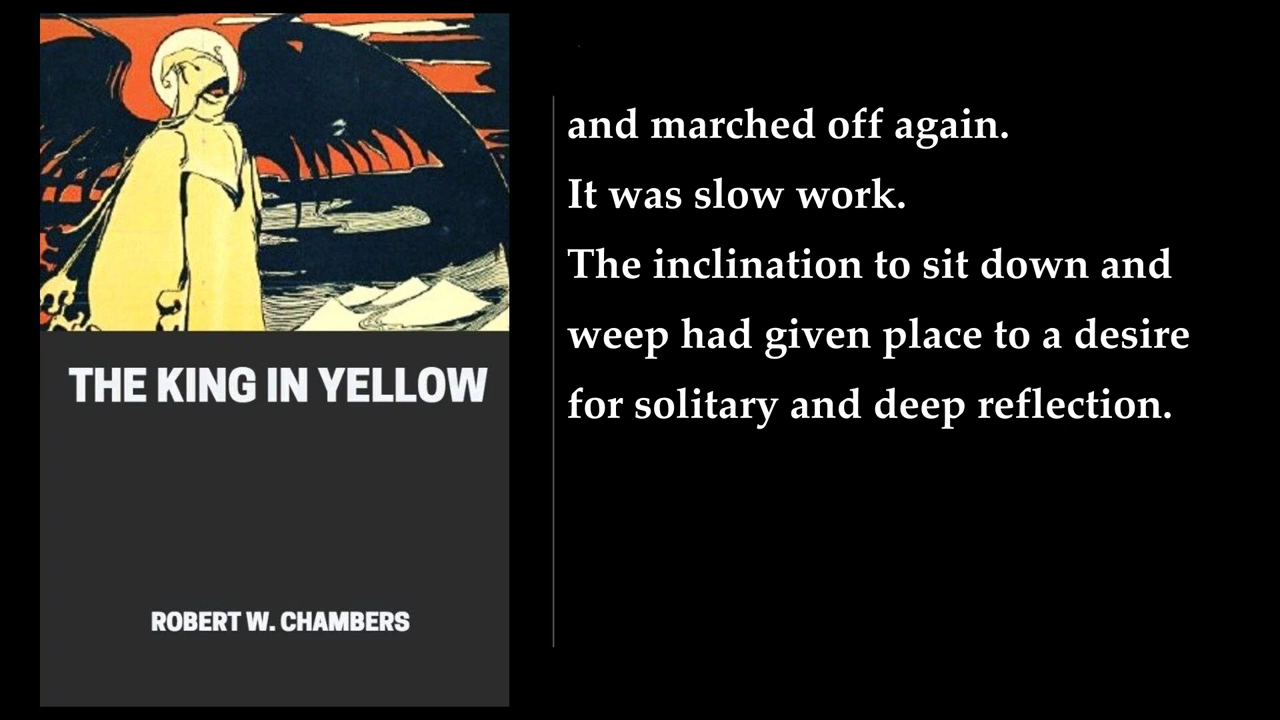 THE KING IN YELLOW
ROBERT W. CHAMBERS
and marched off again.
It was slow work.
The inclination to sit down and
weep had given place to a desire
for solitary and deep reflection.